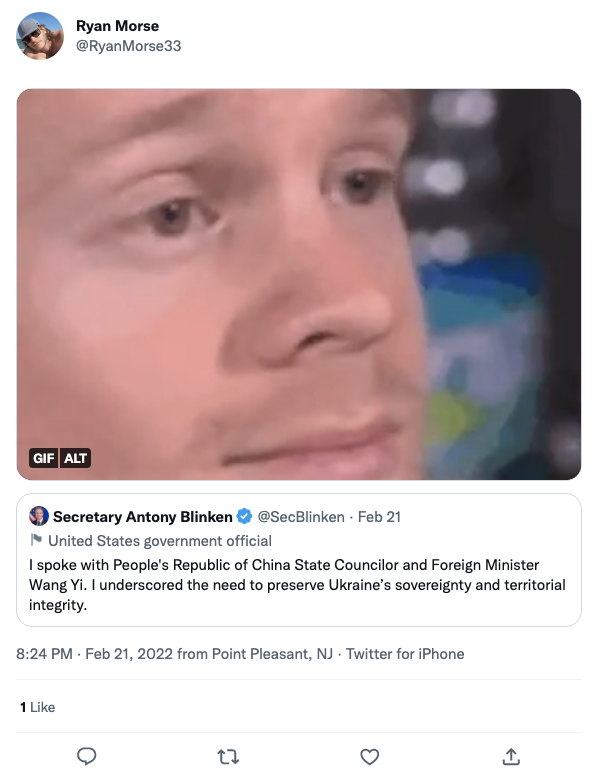 Ryan Morse
@RyanMorse33
GIF ALT
Secretary Antony Blinken @SecBlinken · Feb 21
United States government official
I spoke with People's Republic of China State Councilor and Foreign Minister
Wang Yi. I underscored the need to preserve Ukraine’s sovereignty and territorial
integrity.
8:24 PM · Feb 21, 2022 from Point Pleasant, NJ · Twitter for iPhone
1 Like